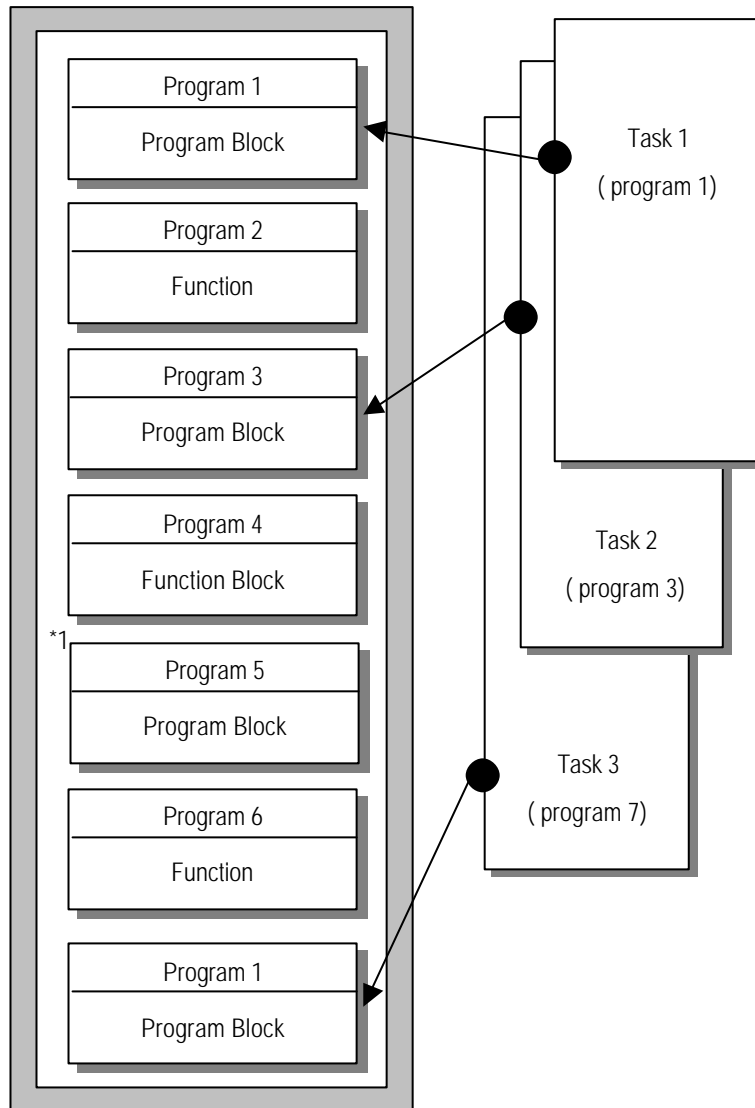 Program 1
Program Block
Program 2
Function
Program 3
Program Block
Program 4
Function Block
*1
Program 5
Program Block
Program 6
Function
Program 1
Program Block
Task 1
( program 1)
Task 2
( program 3)
Task 3
( program 7)